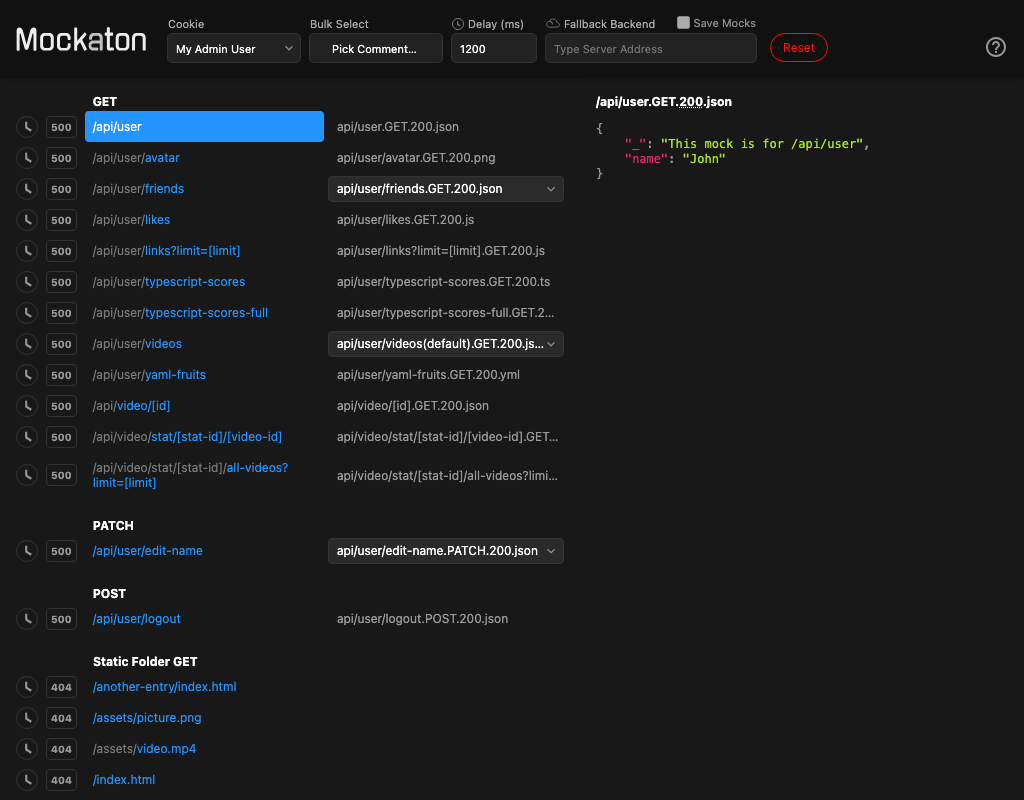 Mockaton
Cookie
My Admin User
Bulk Select
Pick Comment...
Delay (ms)
1200
Fallback Backend
Type Server Address
Save Mocks
Reset
?
GET
500 /api/user api/user.GET.200.json
500 /api/user/avatar api/user/avatar.GET.200.png
500 /api/user/friends api/user/friends.GET.200.json
500 /api/user/likes api/user/likes.GET.200.js
500 /api/user/links?limit=[limit] api/user/links?limit=[limit].GET.200.js
500 /api/user/typescript-scores api/user/typescript-scores.GET.200.ts
500 /api/user/typescript-scores-full api/user/typescript-scores-full.GET.2...
500 /api/user/videos api/user/videos(default).GET.200.js...
500 /api/user/yaml-fruits api/user/yaml-fruits.GET.200.yml
500 /api/video/[id] api/video/[id].GET.200.json
500 /api/video/stat/[stat-id]/[video-id] api/video/stat/[stat-id]/[video-id].GET...
500 /api/video/stat/[stat-id]/all-videos?
limit=[limit] api/video/stat/[stat-id]/all-videos?limi...
PATCH
500 /api/user/edit-name api/user/edit-name.PATCH.200.json
POST
500 /api/user/logout api/user/logout.POST.200.json
Static Folder GET
404 /another-entry/index.html
404 /assets/picture.png
404 /assets/video.mp4
404 /index.html
/api/user.GET.200.json
{
"_": "This mock is for /api/user",
"name": "John"
}